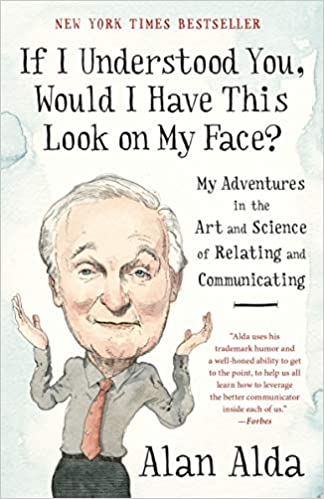 NEW YORK TIMES BESTSELLER
If I Understood You,
Would I Have This
Look on My Face?
My Adventures
in the
Art and Science
of Relating and
Communicating
"Alda uses his
trademark humor and
a well-honed ability to get
to the point, to help us all
learn how to leverage
the better communicator
inside each of us."
—Forbes
Alan Alda